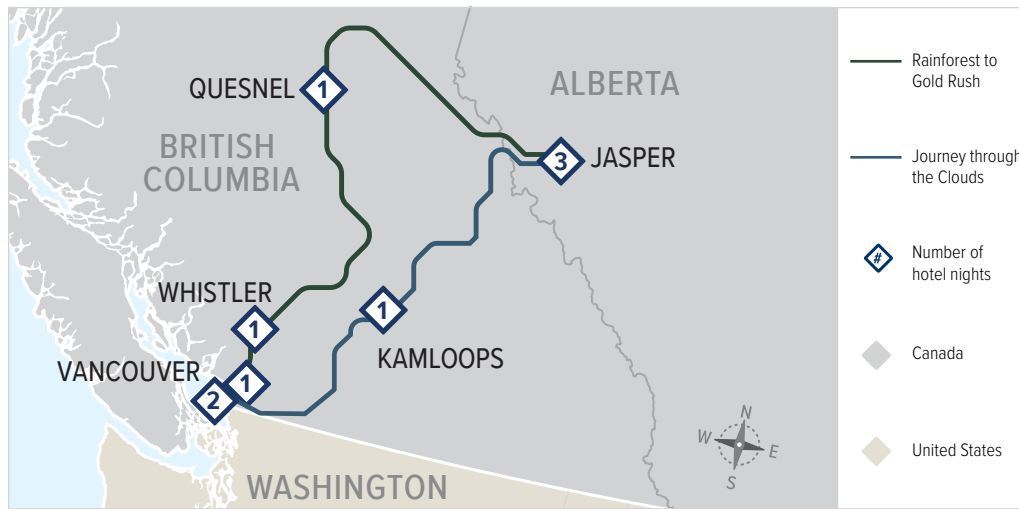 QUESNEL
1
ALBERTA
BRITISH
COLUMBIA
3
JASPER
WHISTLER
1
1
KAMLOOPS
VANCOUVER
1
2
WASHINGTON
N
W
E
S
Rainforest to
Gold Rush
Journey through
the Clouds
#
Number of
hotel nights
Canada
United States